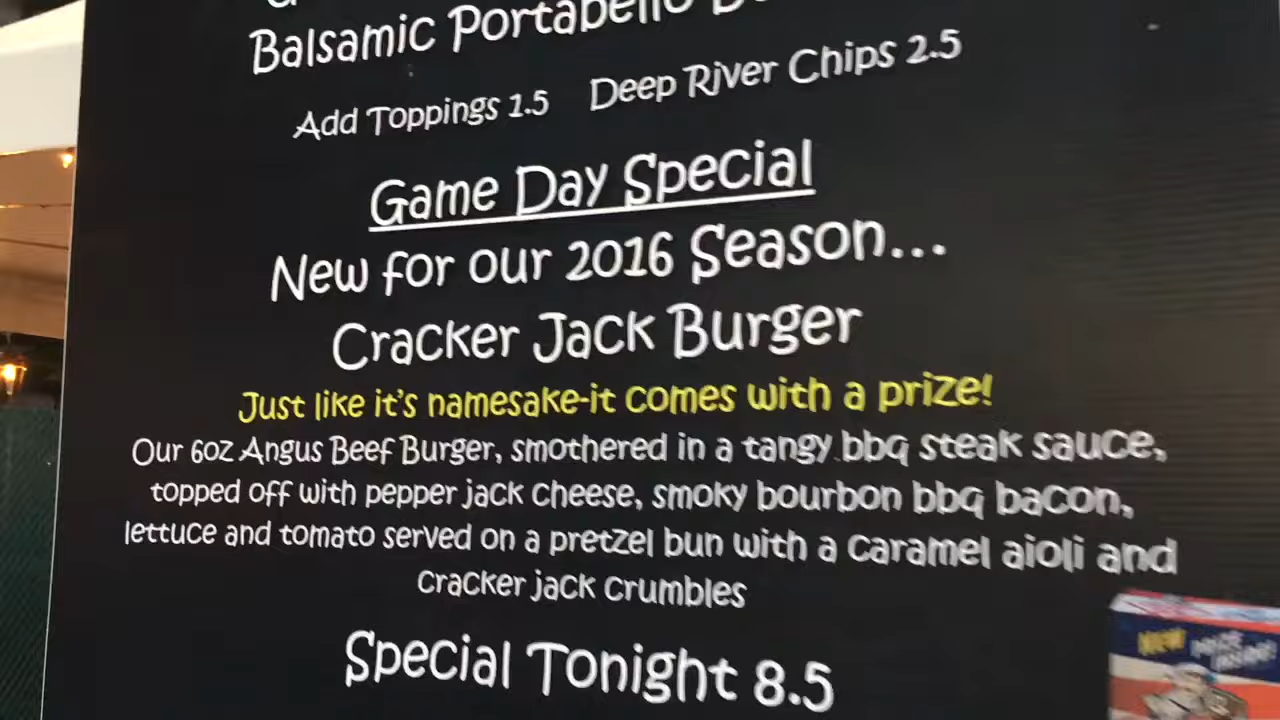 Balsamic Portabello
Add Toppings 1.5 Deep River Chips 2.5
Game Day Special
New for our 2016 Season...
Cracker Jack Burger
Just like it's namesake-it comes with a prize!
Our 6oz Angus Beef Burger, smothered in a tangy bbq steak sauce,
topped off with pepper jack cheese, smoky bourbon bbq bacon,
lettuce and tomato served on a pretzel bun with a caramel aioli and
cracker jack crumbles
Special Tonight 8.5
NEW PRIZE
INSIDE!